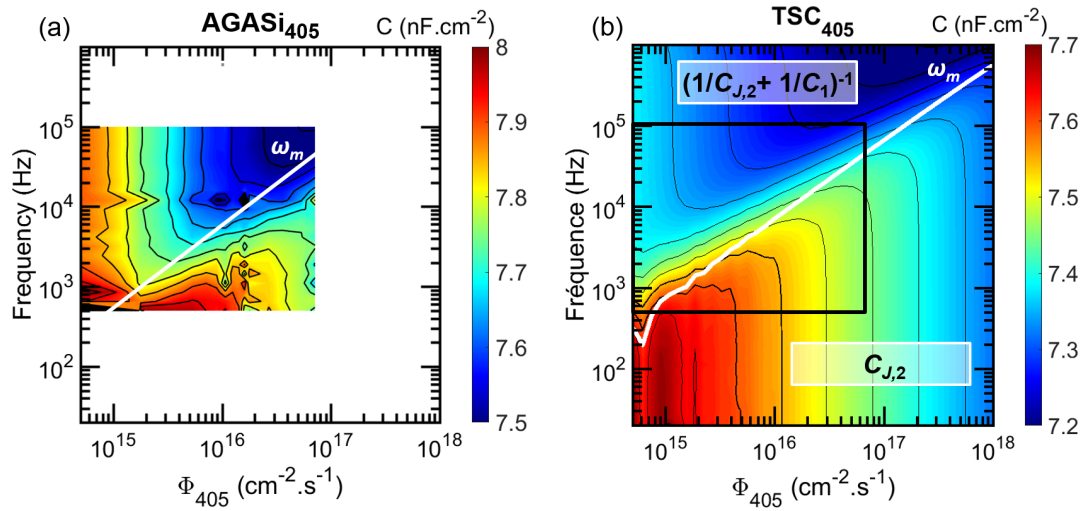 (a)
AGASi₄₀₅
C (nF.cm⁻²)
Frequency (Hz)
10⁵
10⁴
10³
10²
ωₘ
10¹⁵
10¹⁶
10¹⁷
10¹⁸
Φ₄₀₅ (cm⁻².s⁻¹)
8
7.9
7.8
7.7
7.6
7.5
(b)
TSC₄₀₅
C (nF.cm⁻²)
Fréquence (Hz)
10⁵
10⁴
10³
10²
(1/C_J,2+ 1/C₁)⁻¹
ωₘ
C_J,2
10¹⁵
10¹⁶
10¹⁷
10¹⁸
Φ₄₀₅ (cm⁻².s⁻¹)
7.7
7.6
7.5
7.4
7.3
7.2